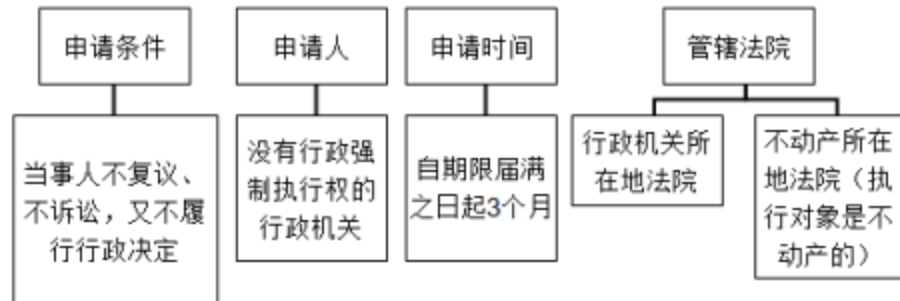 申请条件
申请人
申请时间
管辖法院
当事人不复议、
不诉讼，又不履
行行政决定
没有行政强
制执行权的
行政机关
自期限届满
之日起3个月
行政机关所
在地法院
不动产所在
地法院（执
行对象是不
动产的）